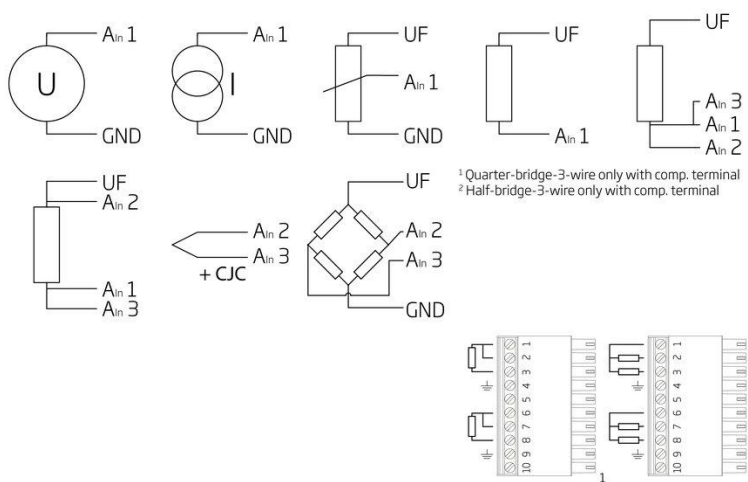 AIn 1 AIn 1 UF UF UF
U I AIn 1 AIn 3
AIn 1
GND GND GND AIn 1 AIn 2
1 Quarter-bridge-3-wire only with comp. terminal
2 Half-bridge-3-wire only with comp. terminal
UF UF
AIn 2 AIn 2 AIn 2
AIn 3 AIn 3
+ CJC
AIn 1 GND
AIn 3
1 1
2 2
3 3
4 4
5 5
6 6
7 7
8 8
9 9
10 10
1